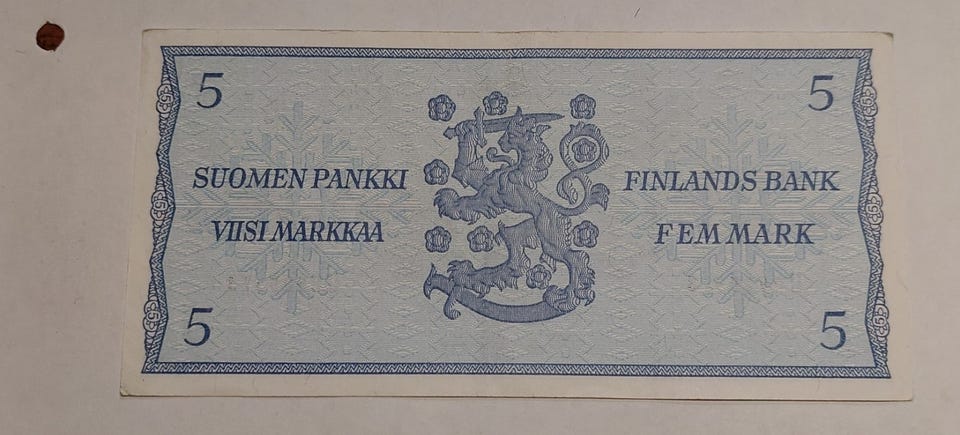 5
5
SUOMEN PANKKI
VIISI MARKKAA
FINLANDS BANK
FEM MARK
5
5